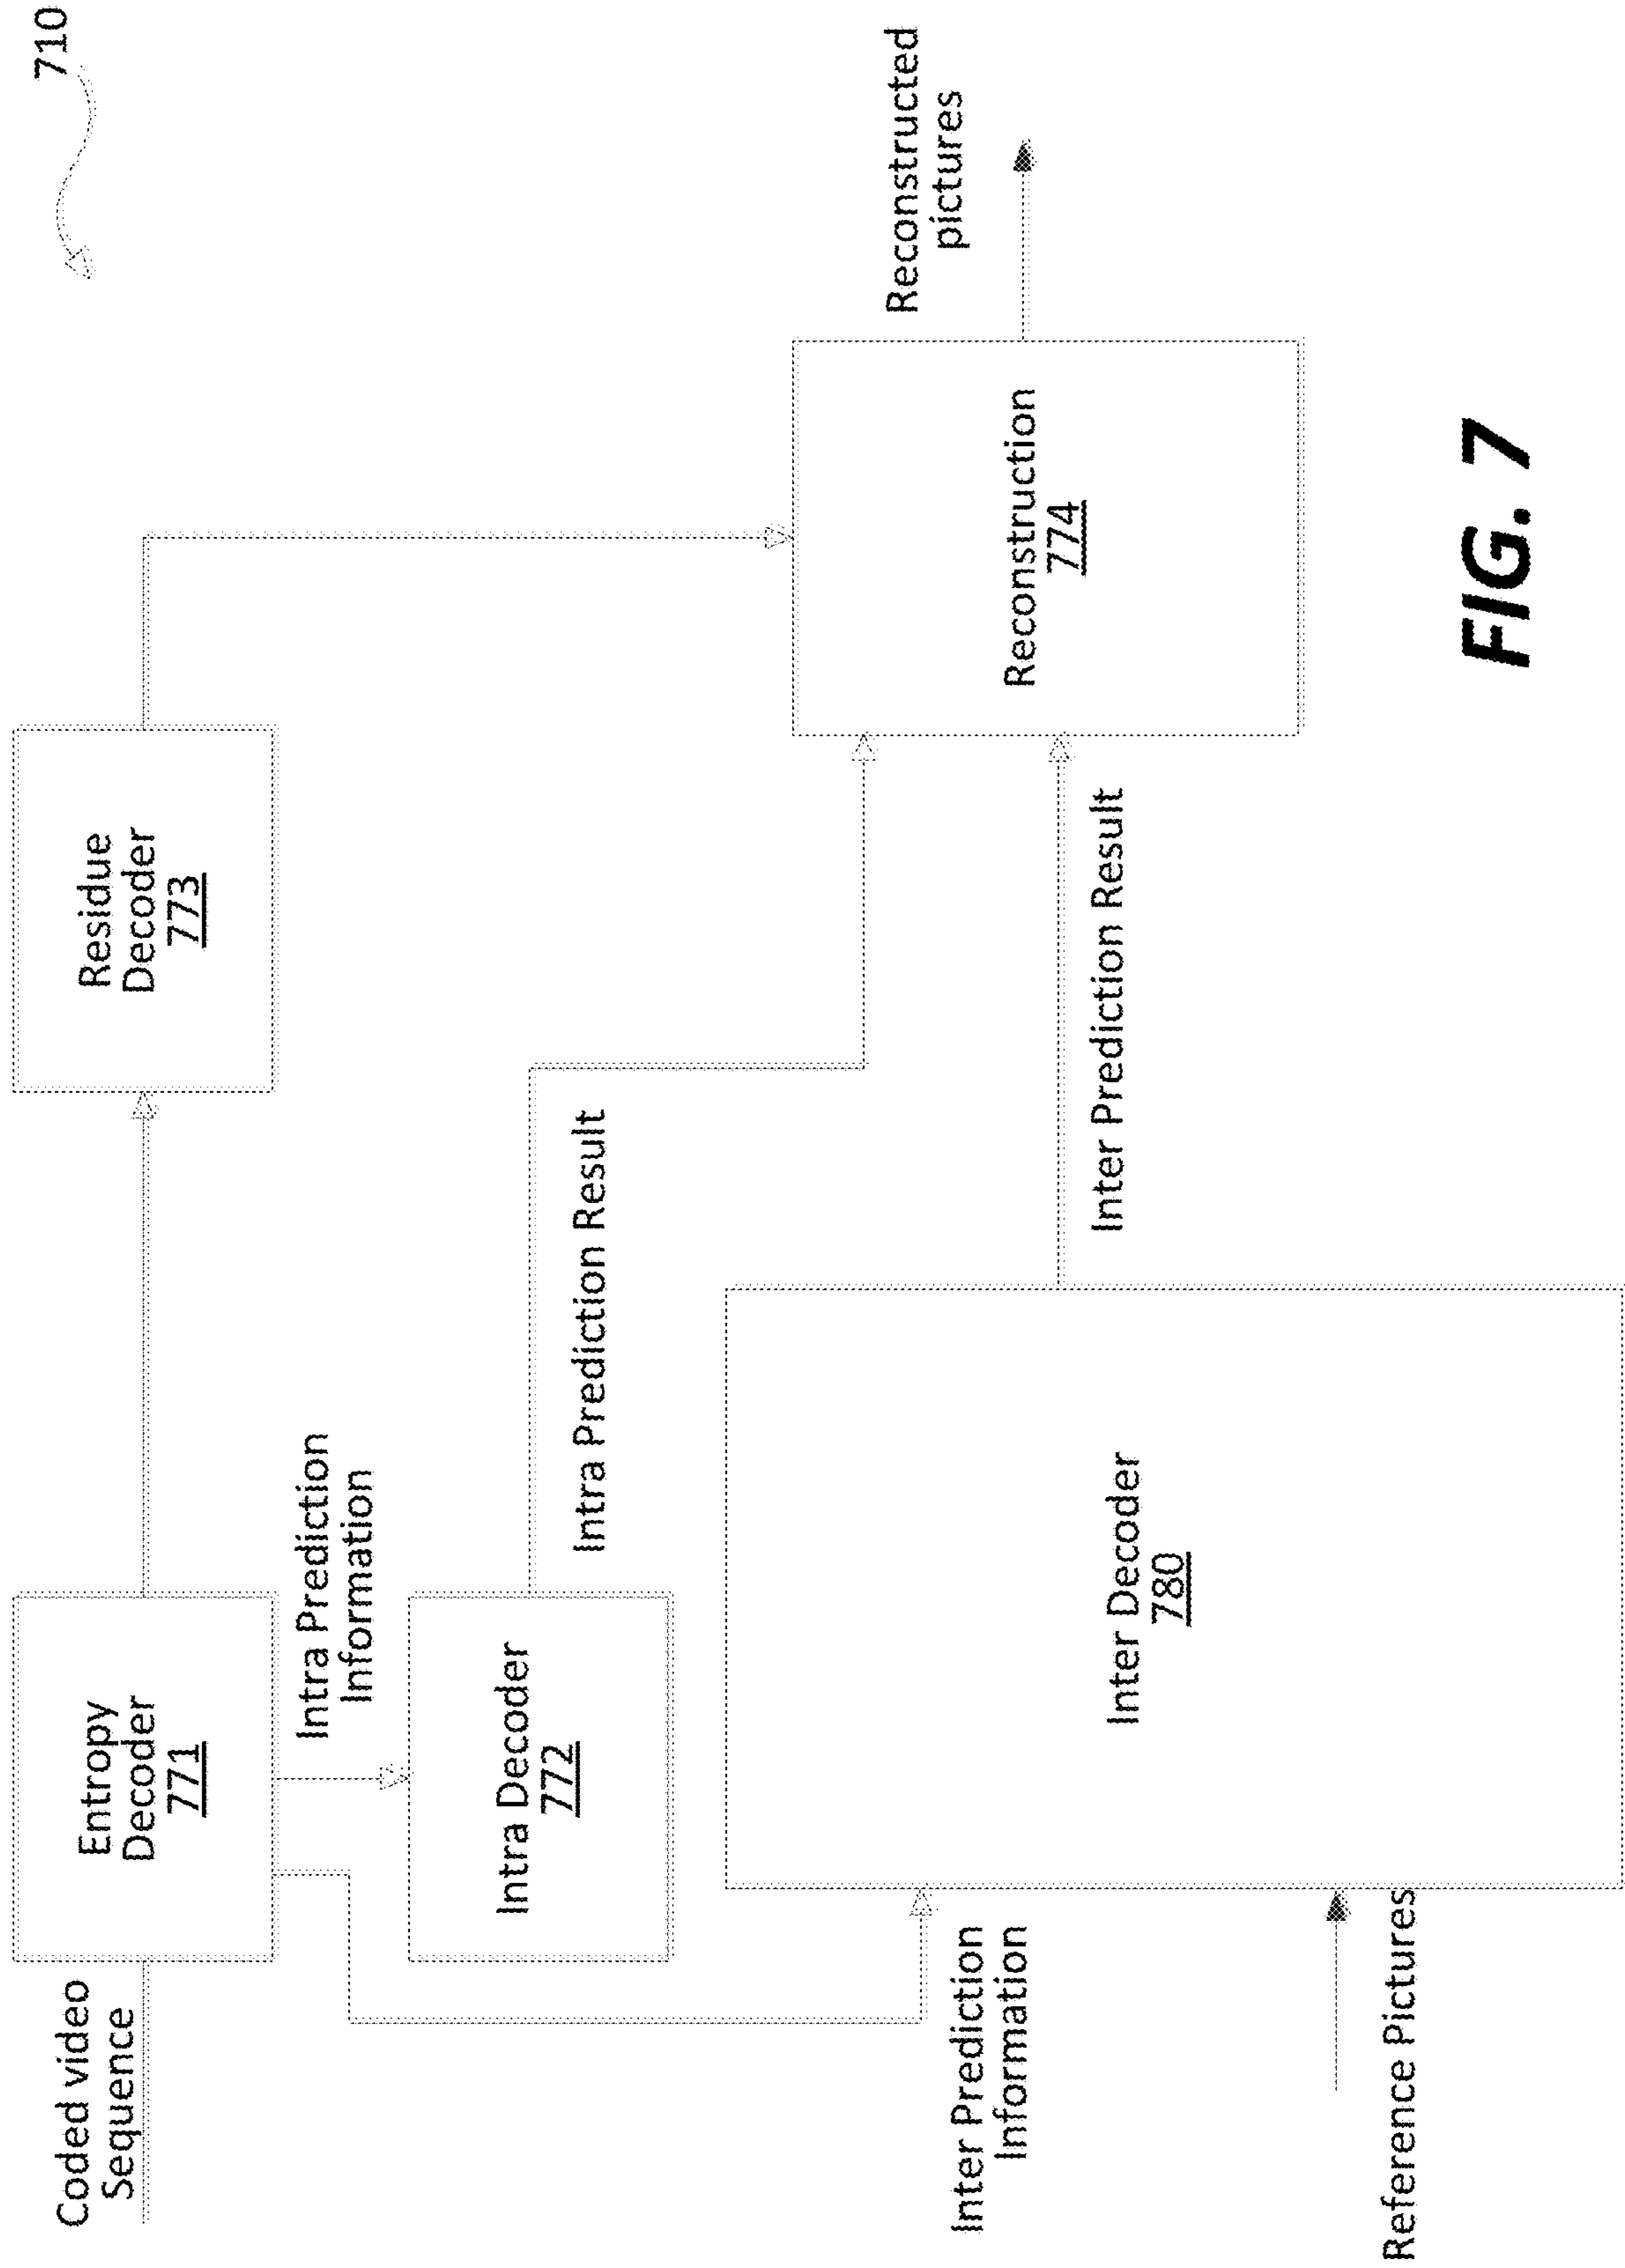 710
Coded video
Sequence
Entropy
Decoder
771
Residue
Decoder
773
Intra Prediction
Information
Intra Decoder
772
Intra Prediction Result
Reconstructed
pictures
Reconstruction
774
Inter Prediction
Information
Inter Decoder
780
Inter Prediction Result
Reference Pictures
FIG. 7